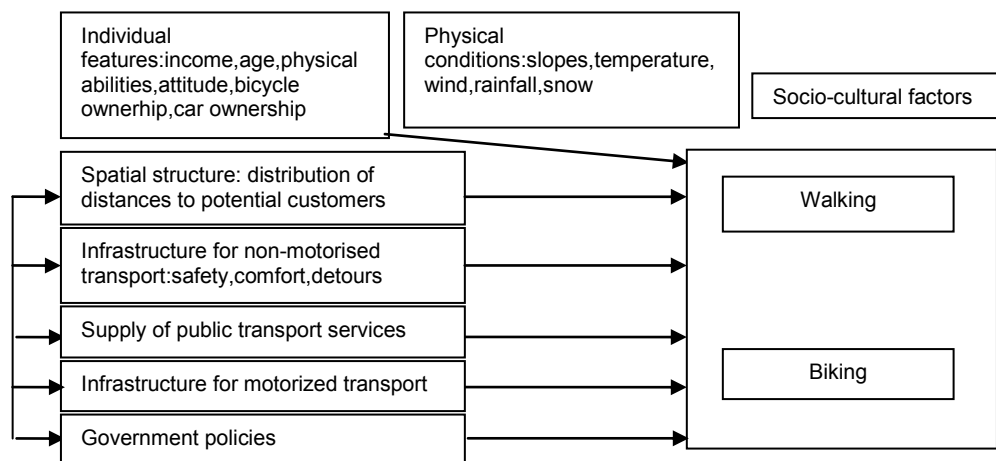 Individual
features:income,age,physical
abilities,attitude,bicycle
ownerhip,car ownership
Physical
conditions:slopes,temperature,
wind,rainfall,snow
Socio-cultural factors
Spatial structure: distribution of
distances to potential customers
Infrastructure for non-motorised
transport:safety,comfort,detours
Supply of public transport services
Infrastructure for motorized transport
Government policies
Walking
Biking